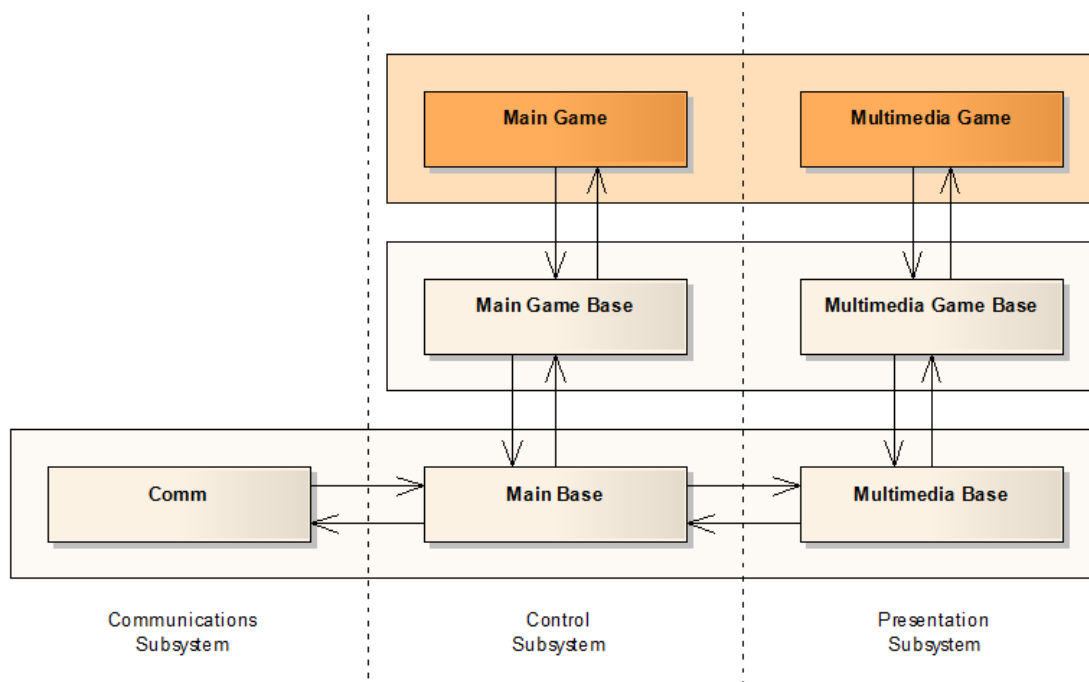 Main Game
Multimedia Game
Main Game Base
Multimedia Game Base
Comm
Main Base
Multimedia Base
Communications
Subsystem
Control
Subsystem
Presentation
Subsystem